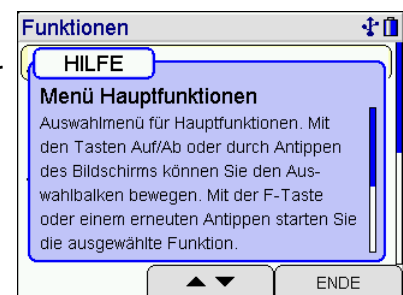 Funktionen
HILFE
Menü Hauptfunktionen
Auswahlmenü für Hauptfunktionen. Mit
den Tasten Auf/Ab oder durch Antippen
des Bildschirms können Sie den Aus-
wahlbalken bewegen. Mit der F-Taste
oder einem erneuten Antippen starten Sie
die ausgewählte Funktion.
ENDE